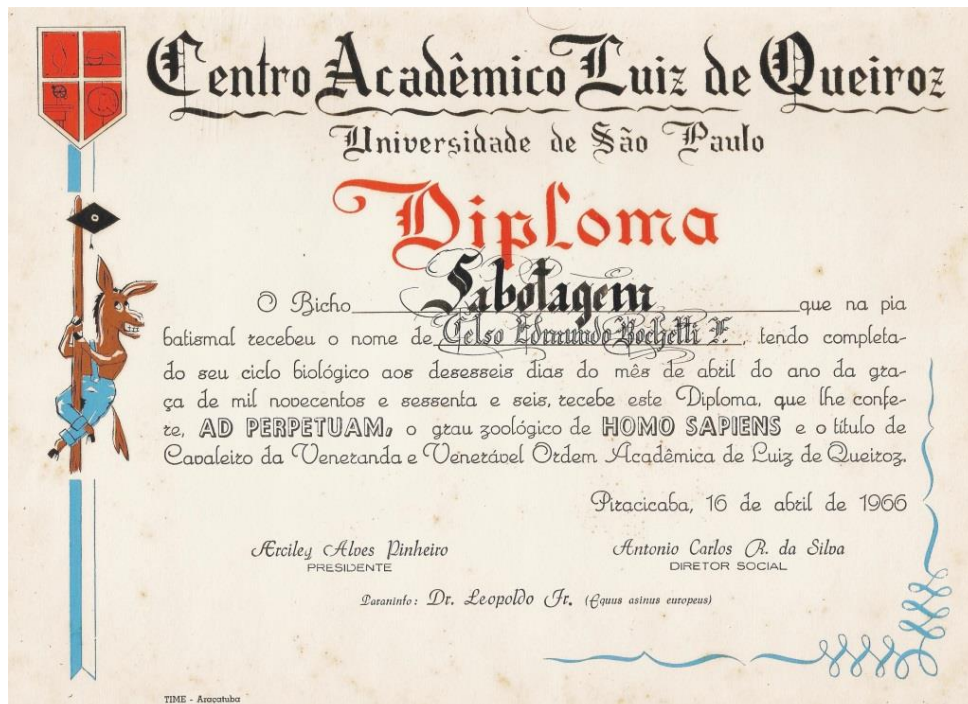 Centro Acadêmico Luiz de Queiroz
Universidade de São Paulo
Diploma
O Bicho Sabotagem que na pia
batismal recebeu o nome de Celso Edmundo Bochetti F. , tendo completa-
do seu ciclo biológico aos desesseis dias do mês de abril do ano da gra-
ça de mil novecentos e sessenta e seis, recebe este Diploma, que lhe confe-
re, AD PERPETUAM, o grau zoológico de HOMO SAPIENS e o título de
Cavaleiro da Veneranda e Venerável Ordem Acadêmica de Luiz de Queiroz.
Piracicaba, 16 de abril de 1966
Æрciley Alves Pinheiro
PRESIDENTE
Antonio Carlos R. da Silva
DIRETOR SOCIAL
Paraninfo: Dr. Leopoldo Jr. (Equus asinus europeus)
TIME - Araçatuba